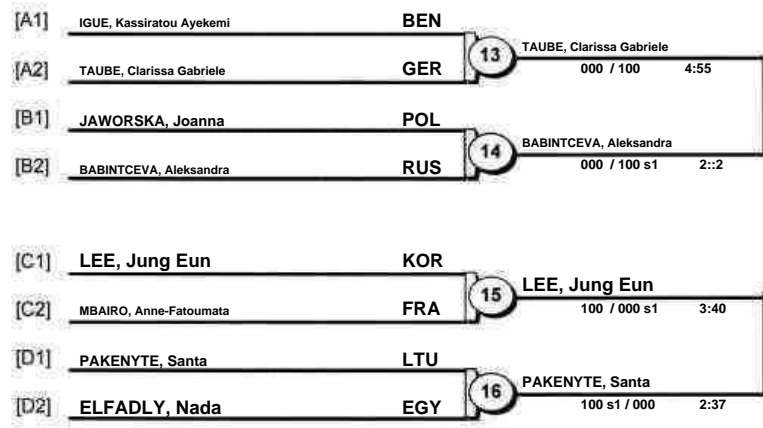 [A1] IGUE, Kassiratou Ayekemi BEN
13 TAUBE, Clarissa Gabriele
[A2] TAUBE, Clarissa Gabriele GER
000 / 100 4:55
[B1] JAWORSKA, Joanna POL
14 BABINTCEVA, Aleksandra
[B2] BABINTCEVA, Aleksandra RUS
000 / 100 s1 2::2
[C1] LEE, Jung Eun KOR
15 LEE, Jung Eun
[C2] MBAIRO, Anne-Fatoumata FRA
100 / 000 s1 3:40
[D1] PAKENYTE, Santa LTU
16 PAKENYTE, Santa
[D2] ELFADLY, Nada EGY
100 s1 / 000 2:37